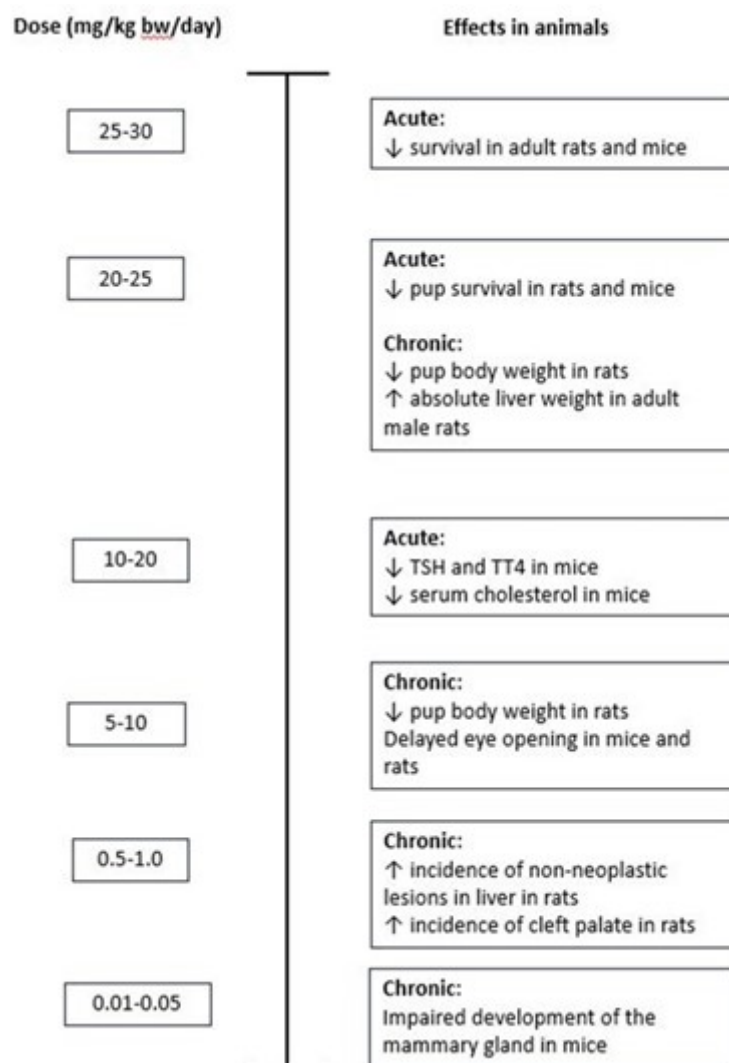 Dose (mg/kg bw/day)
Effects in animals
25-30
Acute:
↓ survival in adult rats and mice
20-25
Acute:
↓ pup survival in rats and mice
Chronic:
↓ pup body weight in rats
↑ absolute liver weight in adult
male rats
10-20
Acute:
↓ TSH and TT4 in mice
↓ serum cholesterol in mice
5-10
Chronic:
↓ pup body weight in rats
Delayed eye opening in mice and
rats
0.5-1.0
Chronic:
↑ incidence of non-neoplastic
lesions in liver in rats
↑ incidence of cleft palate in rats
0.01-0.05
Chronic:
Impaired development of the
mammary gland in mice